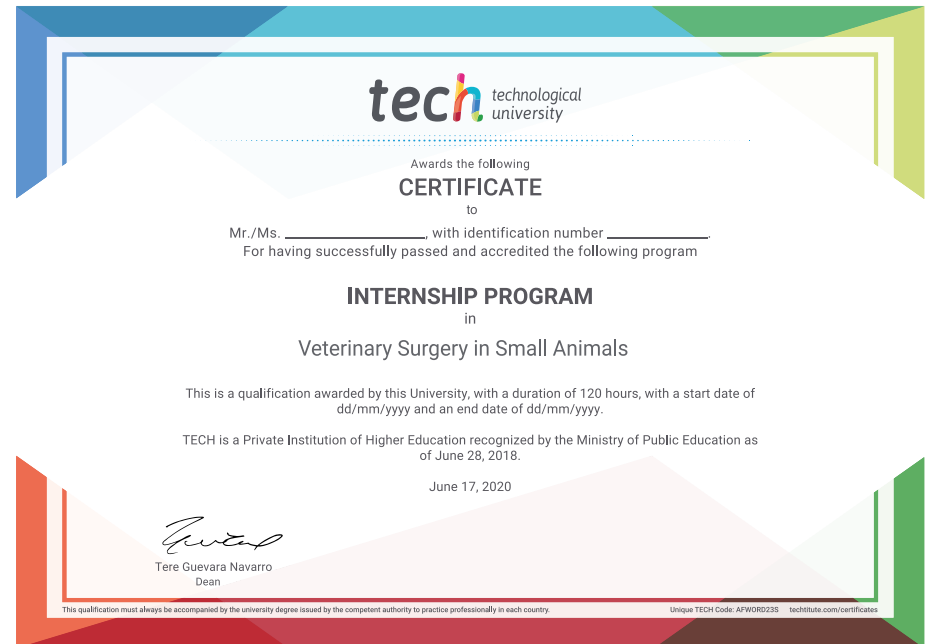 tech technological
university
Awards the following
CERTIFICATE
to
Mr./Ms. ____________________, with identification number ______________.
For having successfully passed and accredited the following program
INTERNSHIP PROGRAM
in
Veterinary Surgery in Small Animals
This is a qualification awarded by this University, with a duration of 120 hours, with a start date of
dd/mm/yyyy and an end date of dd/mm/yyyy.
TECH is a Private Institution of Higher Education recognized by the Ministry of Public Education as
of June 28, 2018.
June 17, 2020
Tere Guevara Navarro
Dean
This qualification must always be accompanied by the university degree issued by the competent authority to practice professionally in each country.
Unique TECH Code: AFWORD23S techtitute.com/certificates